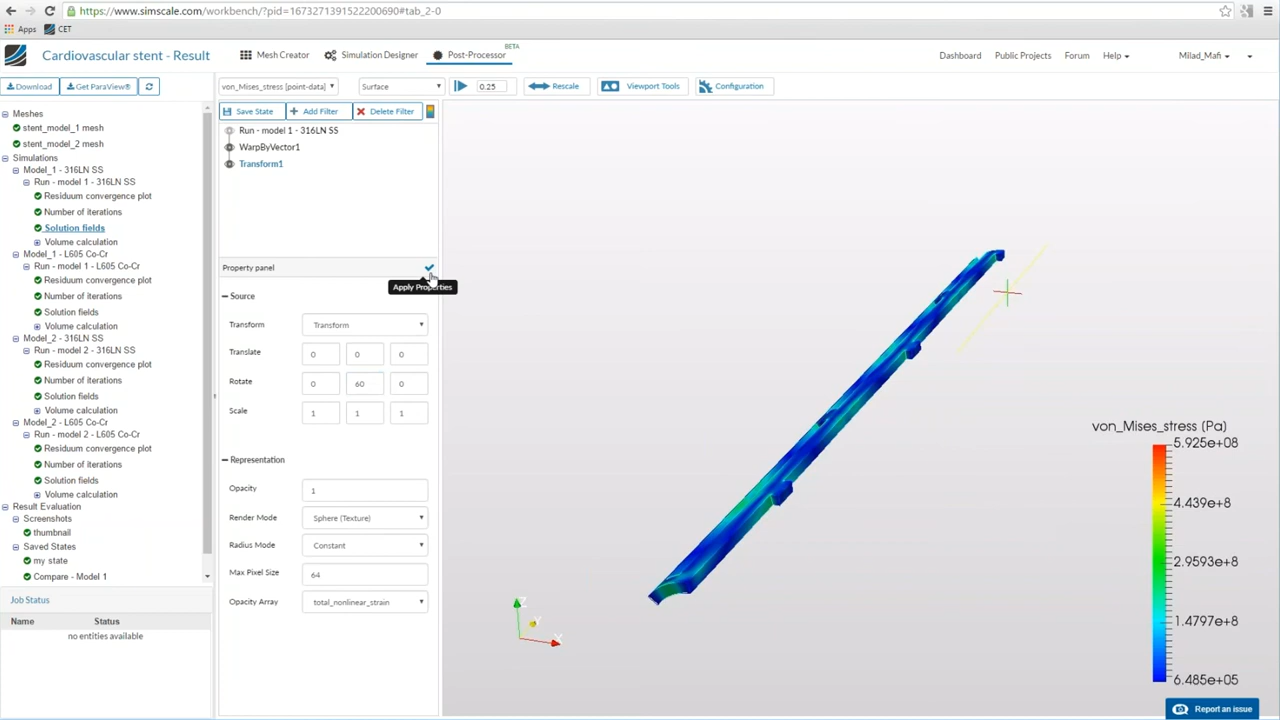 https://www.simscale.com/workbench/?pid=1673271391522200690#tab_2-0
Apps CET
Cardiovascular stent - Result
Mesh Creator
Simulation Designer
Post-Processor
BETA
Dashboard
Public Projects
Forum
Help
Milad_Mafi
Download
Get ParaView®
von_Mises_stress [point-data]
Surface
0.25
Rescale
Viewport Tools
Configuration
Save State
Add Filter
Delete Filter
Meshes
stent_model_1 mesh
stent_model_2 mesh
Simulations
Model_1 - 316LN SS
Run - model 1 - 316LN SS
Residuum convergence plot
Number of iterations
Solution fields
Volume calculation
Model_1 - L605 Co-Cr
Run - model 1 - L605 Co-Cr
Residuum convergence plot
Number of iterations
Solution fields
Volume calculation
Model_2 - 316LN SS
Run - model 2 - 316LN SS
Residuum convergence plot
Number of iterations
Solution fields
Volume calculation
Model_2 - L605 Co-Cr
Run - model 2 - L605 Co-Cr
Residuum convergence plot
Number of iterations
Solution fields
Volume calculation
Result Evaluation
Screenshots
thumbnail
Saved States
my state
Compare - Model 1
Job Status
Name Status
no entities available
Run - model 1 - 316LN SS
WarpByVector1
Transform1
Property panel
Apply Properties
Source
Transform Transform
Translate 0 0 0
Rotate 0 60 0
Scale 1 1 1
Representation
Opacity 1
Render Mode Sphere (Texture)
Radius Mode Constant
Max Pixel Size 64
Opacity Array total_nonlinear_strain
Z
Y
X
von_Mises_stress (Pa)
5.925e+08
4.439e+8
2.9593e+8
1.4797e+8
6.485e+05
Report an issue